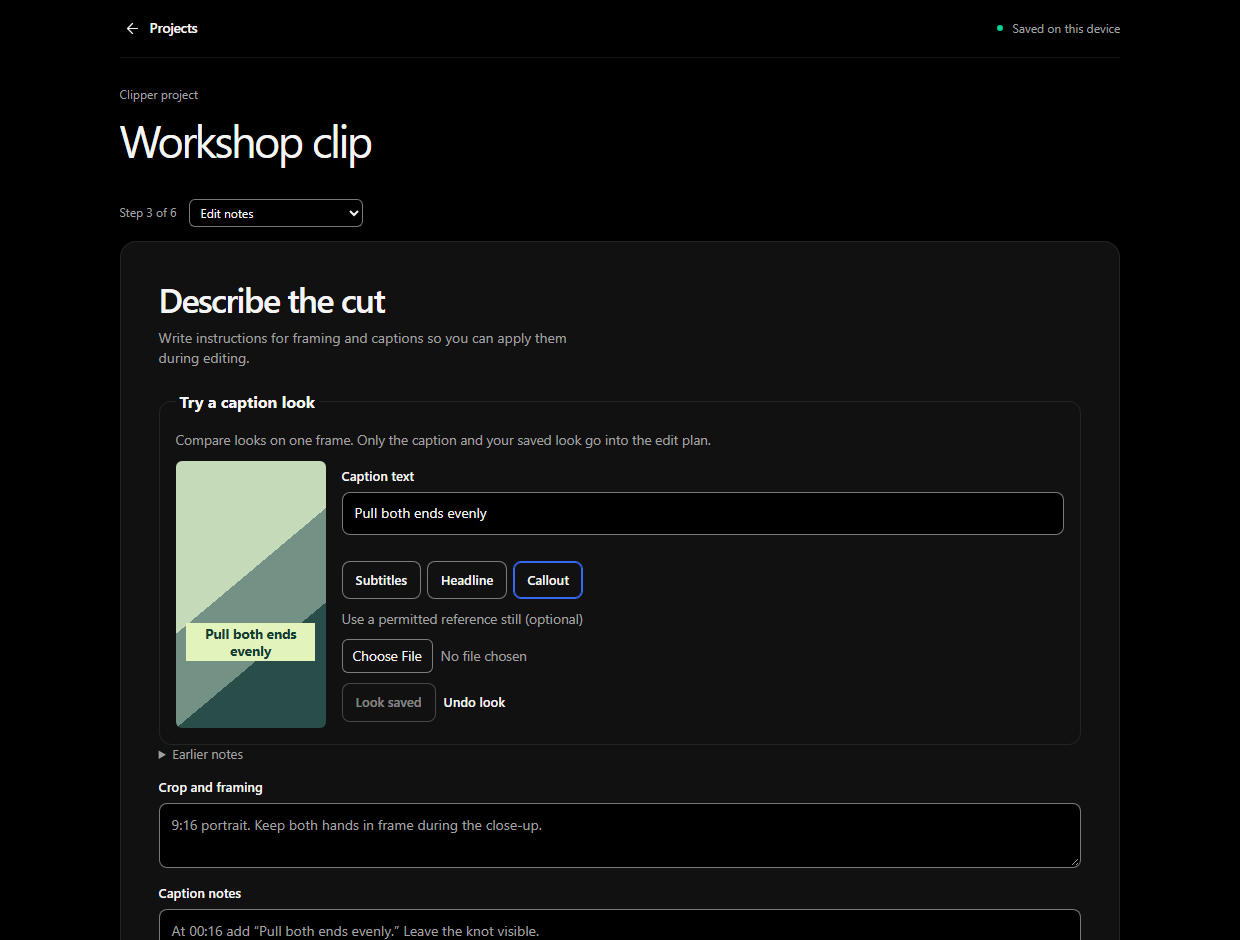 Projects
Saved on this device
Clipper project
Workshop clip
Step 3 of 6
Edit notes
Describe the cut
Write instructions for framing and captions so you can apply them
during editing.
Try a caption look
Compare looks on one frame. Only the caption and your saved look go into the edit plan.
Pull both ends
evenly
Caption text
Pull both ends evenly
Subtitles
Headline
Callout
Use a permitted reference still (optional)
Choose File
No file chosen
Look saved
Undo look
Earlier notes
Crop and framing
9:16 portrait. Keep both hands in frame during the close-up.
Caption notes
At 00:16 add “Pull both ends evenly.” Leave the knot visible.